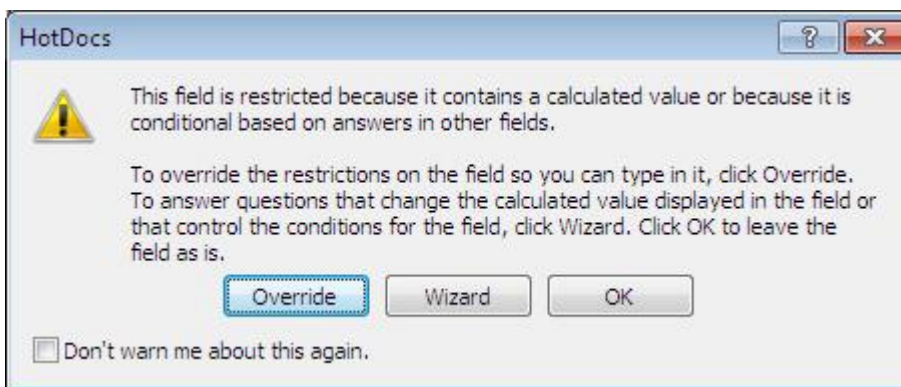 HotDocs
This field is restricted because it contains a calculated value or because it is
conditional based on answers in other fields.
To override the restrictions on the field so you can type in it, click Override.
To answer questions that change the calculated value displayed in the field or
that control the conditions for the field, click Wizard. Click OK to leave the
field as is.
Override Wizard OK
Don't warn me about this again.